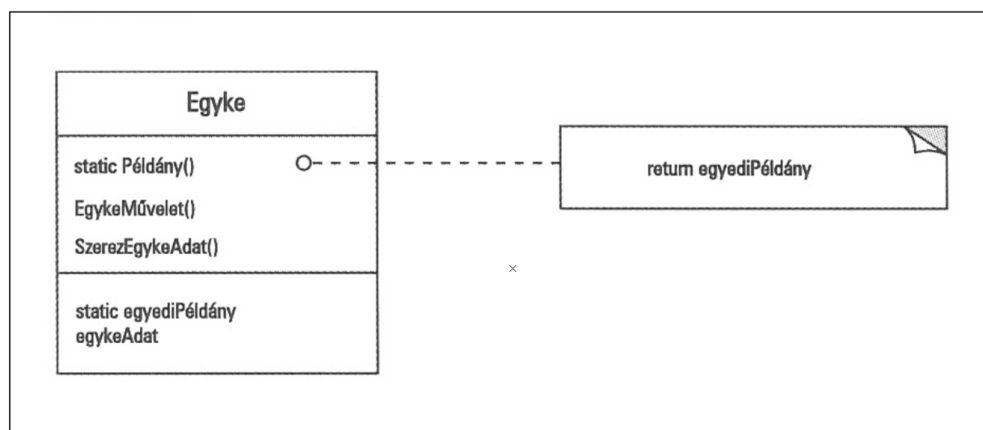 Egyke
static Példány()
return egyediPéldány
EgykeMűvelet()
SzerezEgykeAdat()
static egyediPéldány
egykeAdat